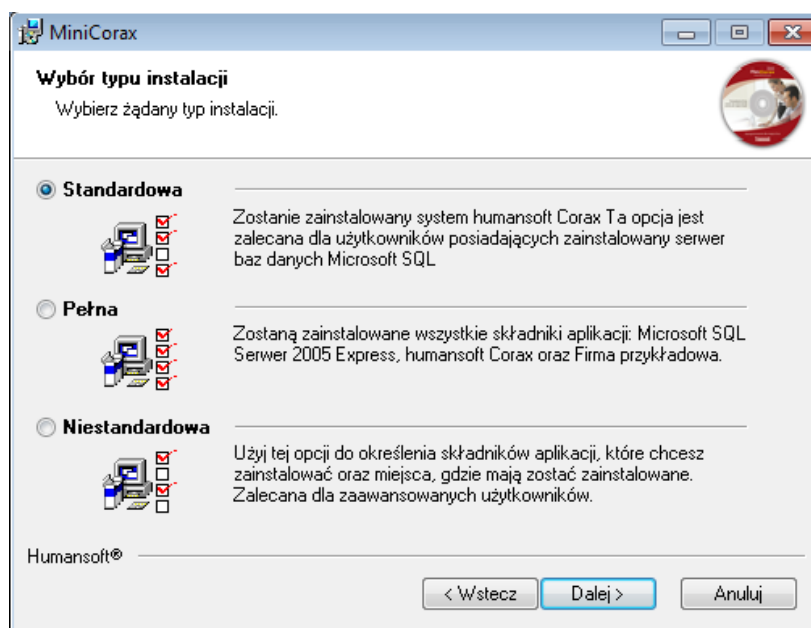 MiniCorax
Wybór typu instalacji
Wybierz żądany typ instalacji.
Standardowa
Zostanie zainstalowany system humansoft Corax Ta opcja jest
zalecana dla użytkowników posiadających zainstalowany serwer
baz danych Microsoft SQL
Pełna
Zostaną zainstalowane wszystkie składniki aplikacji: Microsoft SQL
Serwer 2005 Express, humansoft Corax oraz Firma przykładowa.
Niestandardowa
Użyj tej opcji do określenia składników aplikacji, które chcesz
zainstalować oraz miejsca, gdzie mają zostać zainstalowane.
Zalecana dla zaawansowanych użytkowników.
Humansoft®
< Wstecz Dalej > Anuluj